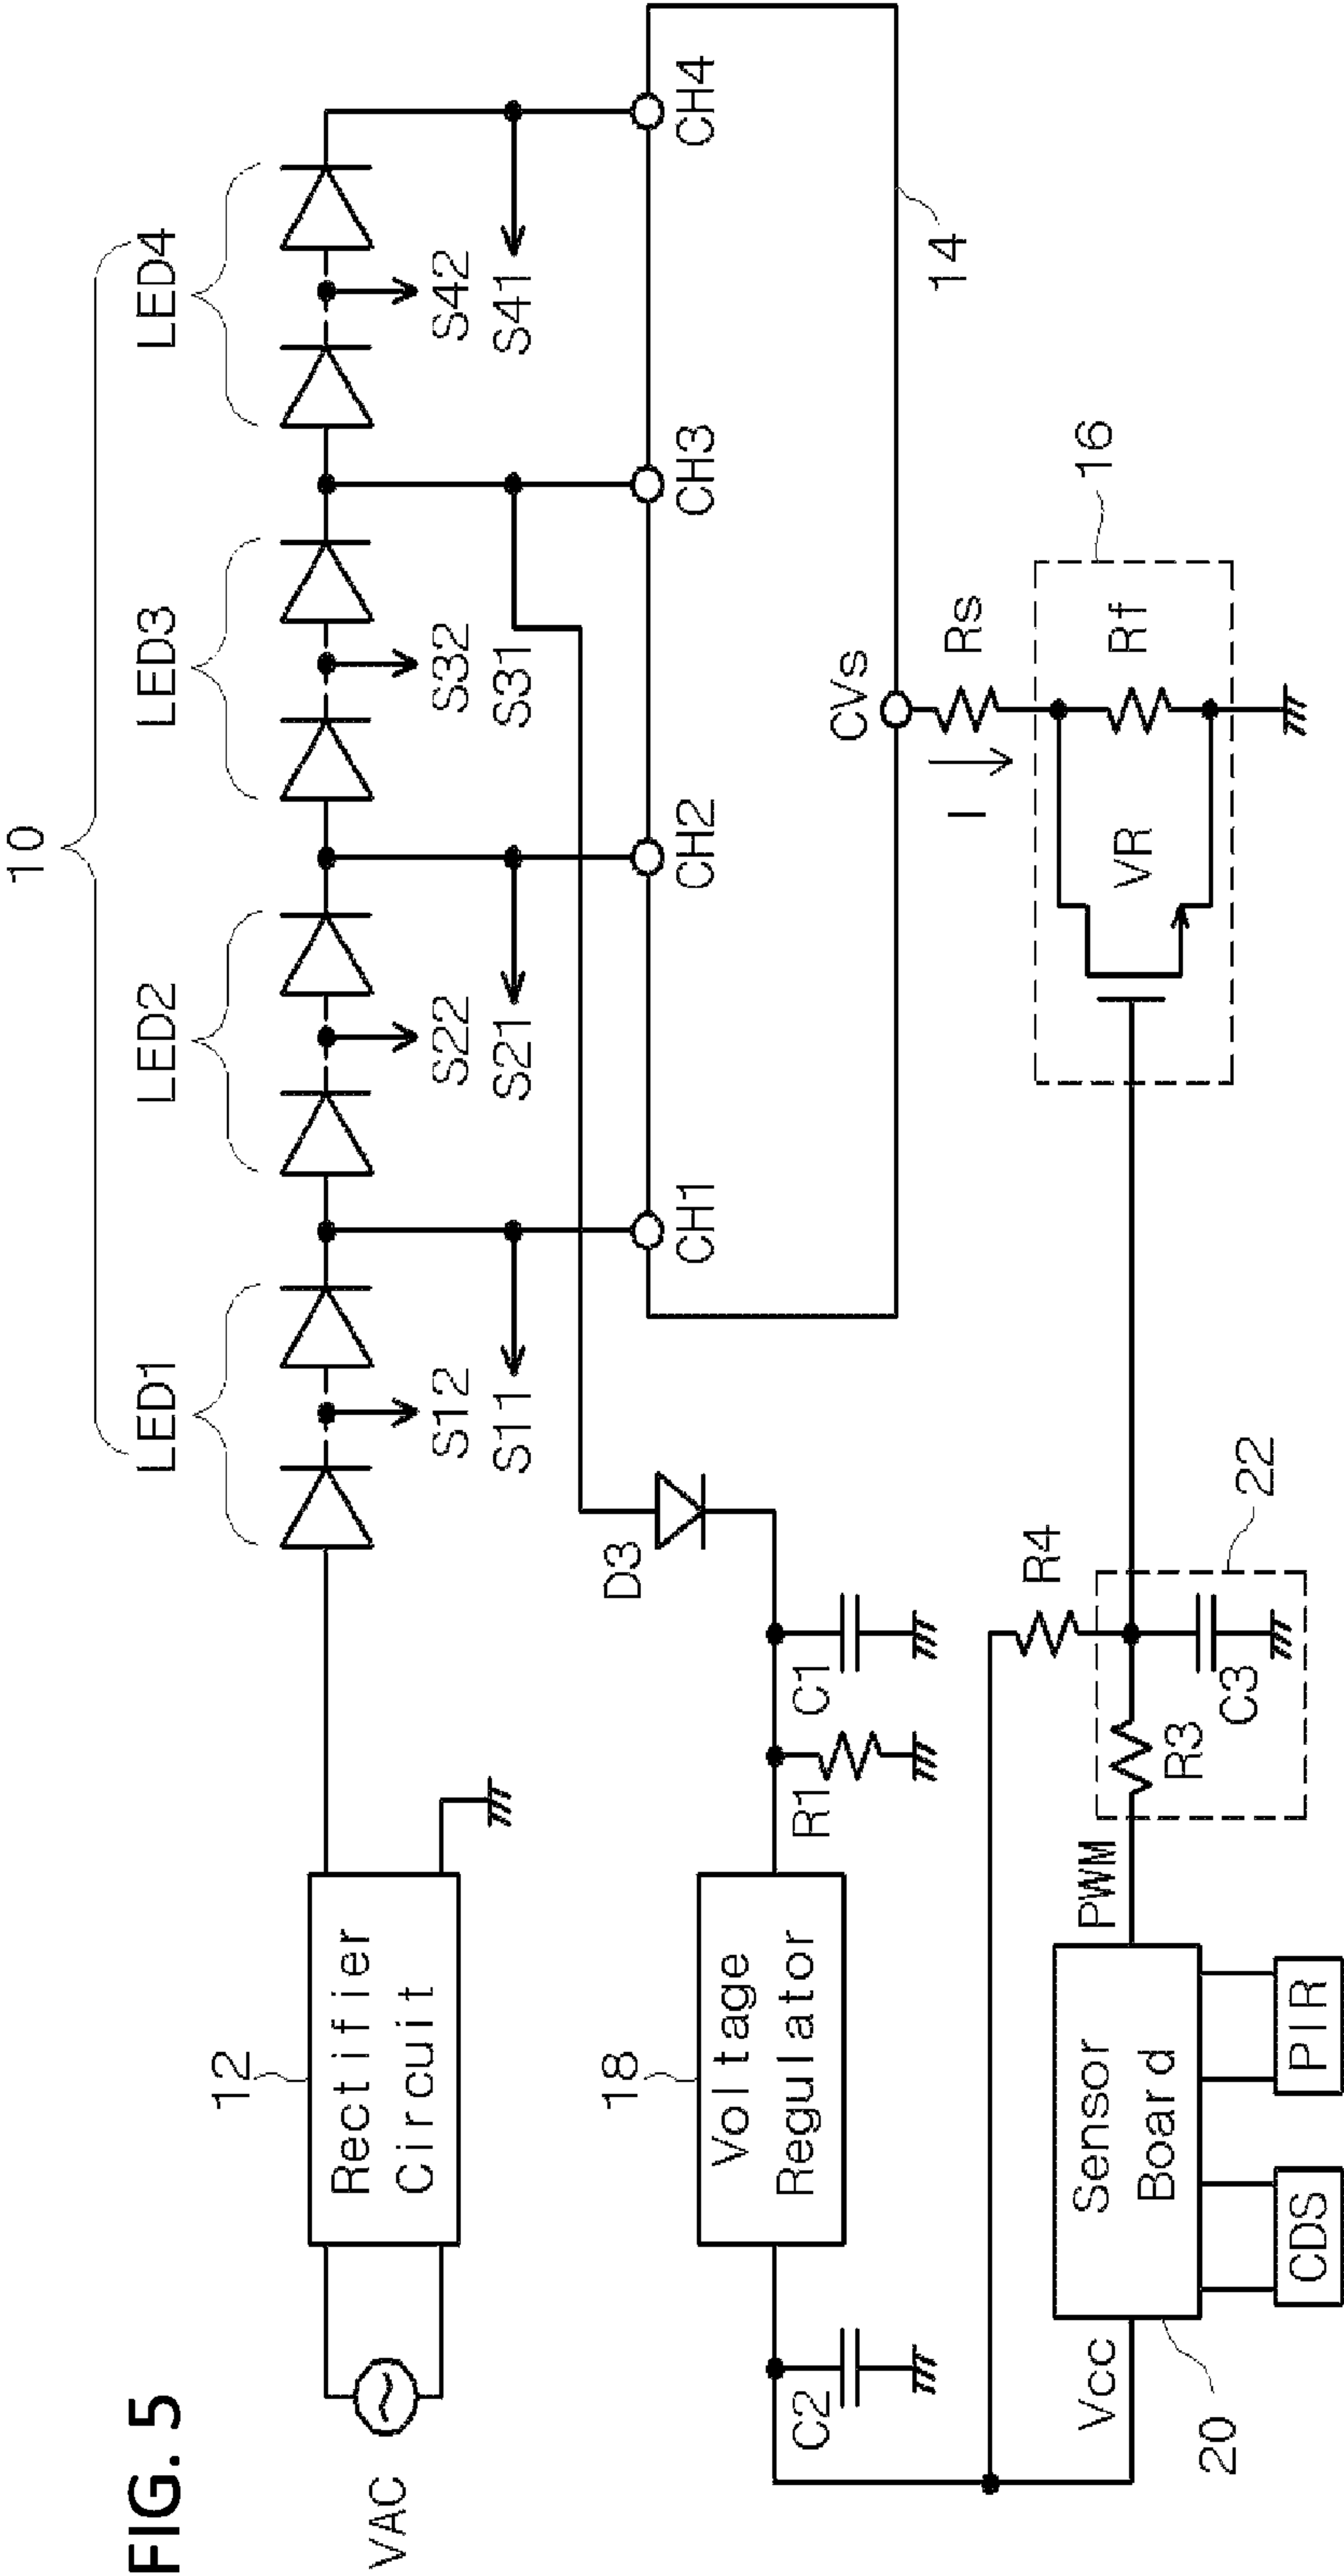 FIG. 5
10
LED1
LED2
LED3
LED4
VAC
12
Rectifier
Circuit
S12
S22
S32
S42
S11
S21
S31
S41
D3
CH1
CH2
CH3
CH4
18
Voltage
Regulator
C2
R1
C1
14
CVs
Rs
I
16
VR
Rf
R4
22
Vcc
PWM
R3
C3
Sensor
Board
20
CDS
PIR